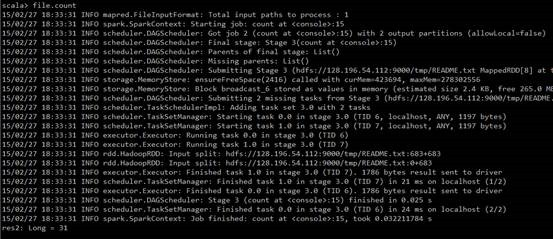 scala> file.count
15/02/27 18:33:31 INFO mapred.FileInputFormat: Total input paths to process : 1
15/02/27 18:33:31 INFO spark.SparkContext: Starting job: count at <console>:15
15/02/27 18:33:31 INFO scheduler.DAGScheduler: Got job 2 (count at <console>:15) with 2 output partitions (allowLocal=false)
15/02/27 18:33:31 INFO scheduler.DAGScheduler: Final stage: Stage 3(count at <console>:15)
15/02/27 18:33:31 INFO scheduler.DAGScheduler: Parents of final stage: List()
15/02/27 18:33:31 INFO scheduler.DAGScheduler: Missing parents: List()
15/02/27 18:33:31 INFO scheduler.DAGScheduler: Submitting Stage 3 (hdfs://128.196.54.112:9000/tmp/README.txt MappedRDD[8] at t
15/02/27 18:33:31 INFO storage.MemoryStore: ensureFreeSpace(2416) called with curMem=423694, maxMem=278302556
15/02/27 18:33:31 INFO storage.MemoryStore: Block broadcast_6 stored as values in memory (estimated size 2.4 KB, free 265.0 MB
15/02/27 18:33:31 INFO scheduler.DAGScheduler: Submitting 2 missing tasks from Stage 3 (hdfs://128.196.54.112:9000/tmp/README.
15/02/27 18:33:31 INFO scheduler.TaskSchedulerImpl: Adding task set 3.0 with 2 tasks
15/02/27 18:33:31 INFO scheduler.TaskSetManager: Starting task 0.0 in stage 3.0 (TID 6, localhost, ANY, 1197 bytes)
15/02/27 18:33:31 INFO scheduler.TaskSetManager: Starting task 1.0 in stage 3.0 (TID 7, localhost, ANY, 1197 bytes)
15/02/27 18:33:31 INFO executor.Executor: Running task 0.0 in stage 3.0 (TID 6)
15/02/27 18:33:31 INFO executor.Executor: Running task 1.0 in stage 3.0 (TID 7)
15/02/27 18:33:31 INFO rdd.HadoopRDD: Input split: hdfs://128.196.54.112:9000/tmp/README.txt:683+683
15/02/27 18:33:31 INFO rdd.HadoopRDD: Input split: hdfs://128.196.54.112:9000/tmp/README.txt:0+683
15/02/27 18:33:31 INFO executor.Executor: Finished task 1.0 in stage 3.0 (TID 7). 1786 bytes result sent to driver
15/02/27 18:33:31 INFO scheduler.TaskSetManager: Finished task 1.0 in stage 3.0 (TID 7) in 21 ms on localhost (1/2)
15/02/27 18:33:31 INFO executor.Executor: Finished task 0.0 in stage 3.0 (TID 6). 1786 bytes result sent to driver
15/02/27 18:33:31 INFO scheduler.DAGScheduler: Stage 3 (count at <console>:15) finished in 0.025 s
15/02/27 18:33:31 INFO scheduler.TaskSetManager: Finished task 0.0 in stage 3.0 (TID 6) in 24 ms on localhost (2/2)
15/02/27 18:33:31 INFO spark.SparkContext: Job finished: count at <console>:15, took 0.032211784 s
res2: Long = 31